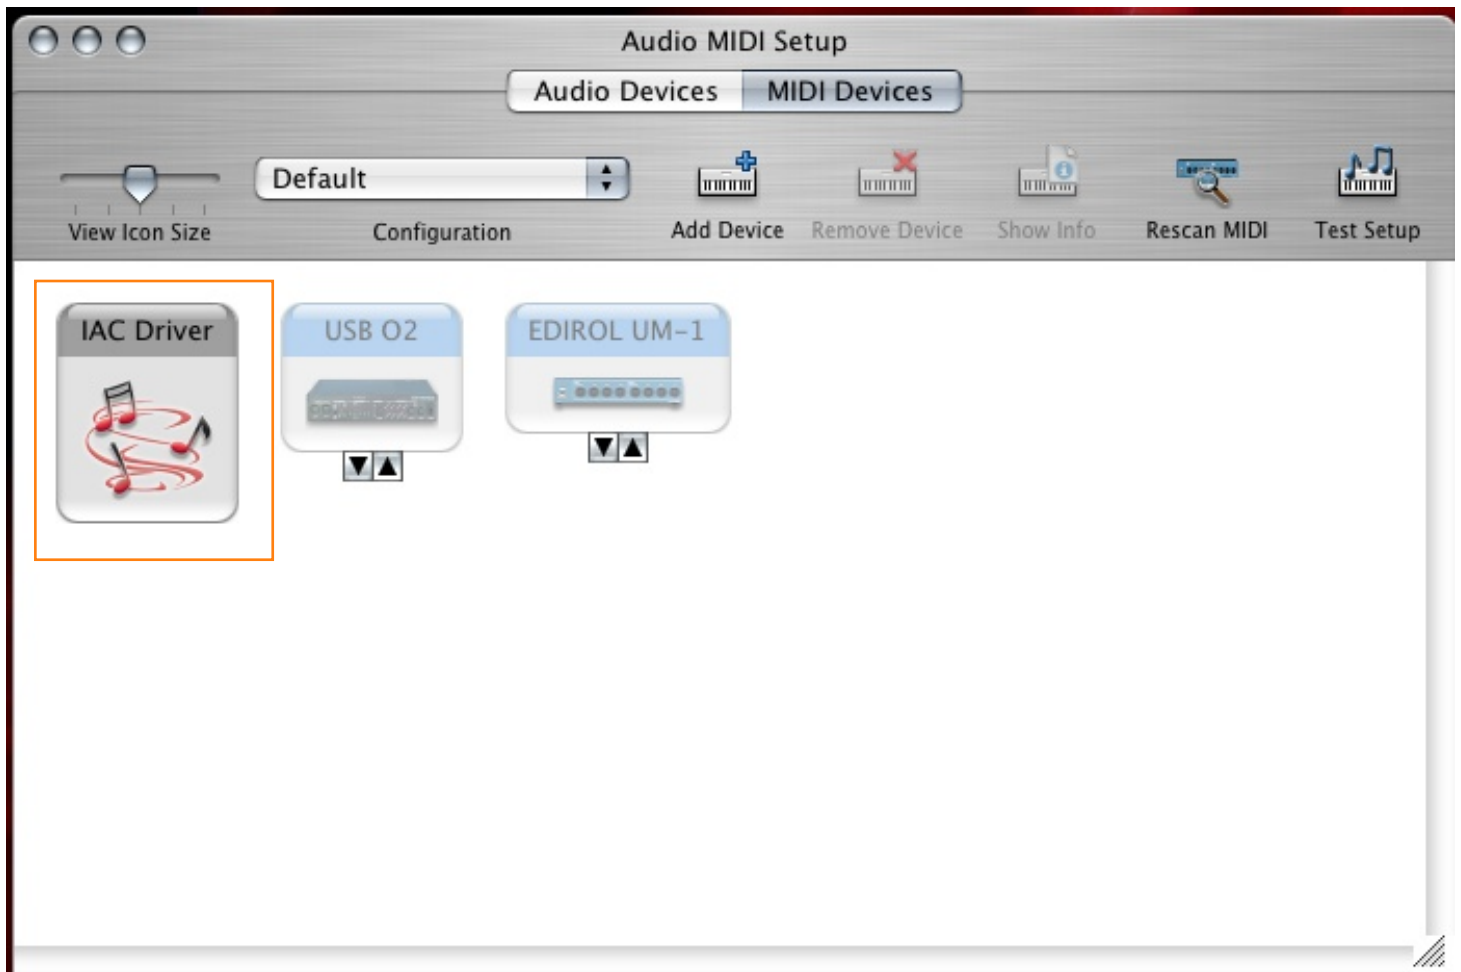 Audio MIDI Setup
Audio Devices MIDI Devices
Default
View Icon Size Configuration Add Device Remove Device Show Info Rescan MIDI Test Setup
IAC Driver USB O2 EDIROL UM-1